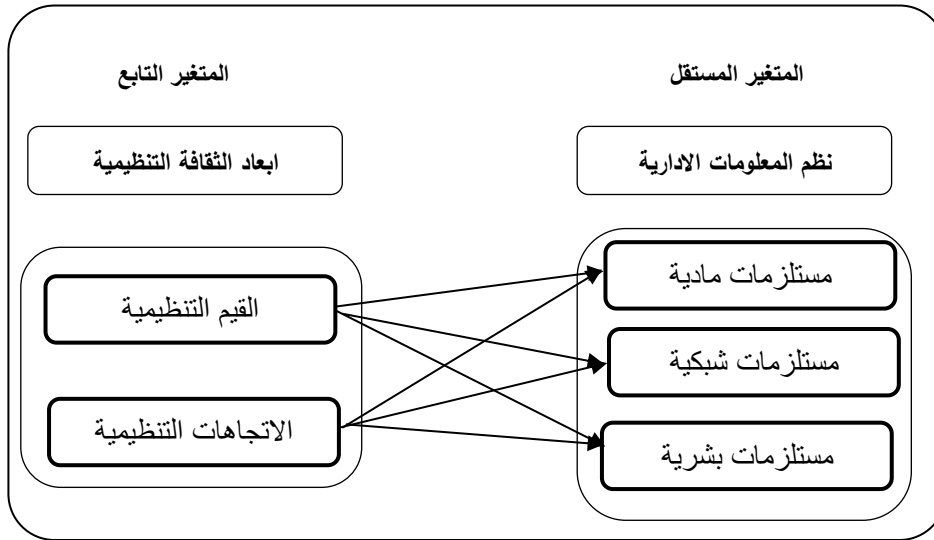 المتغير المستقل
المتغير التابع
نظم المعلومات الادارية
ابعاد الثقافة التنظيمية
مستلزمات مادية
مستلزمات شبكية
مستلزمات بشرية
القيم التنظيمية
الاتجاهات التنظيمية